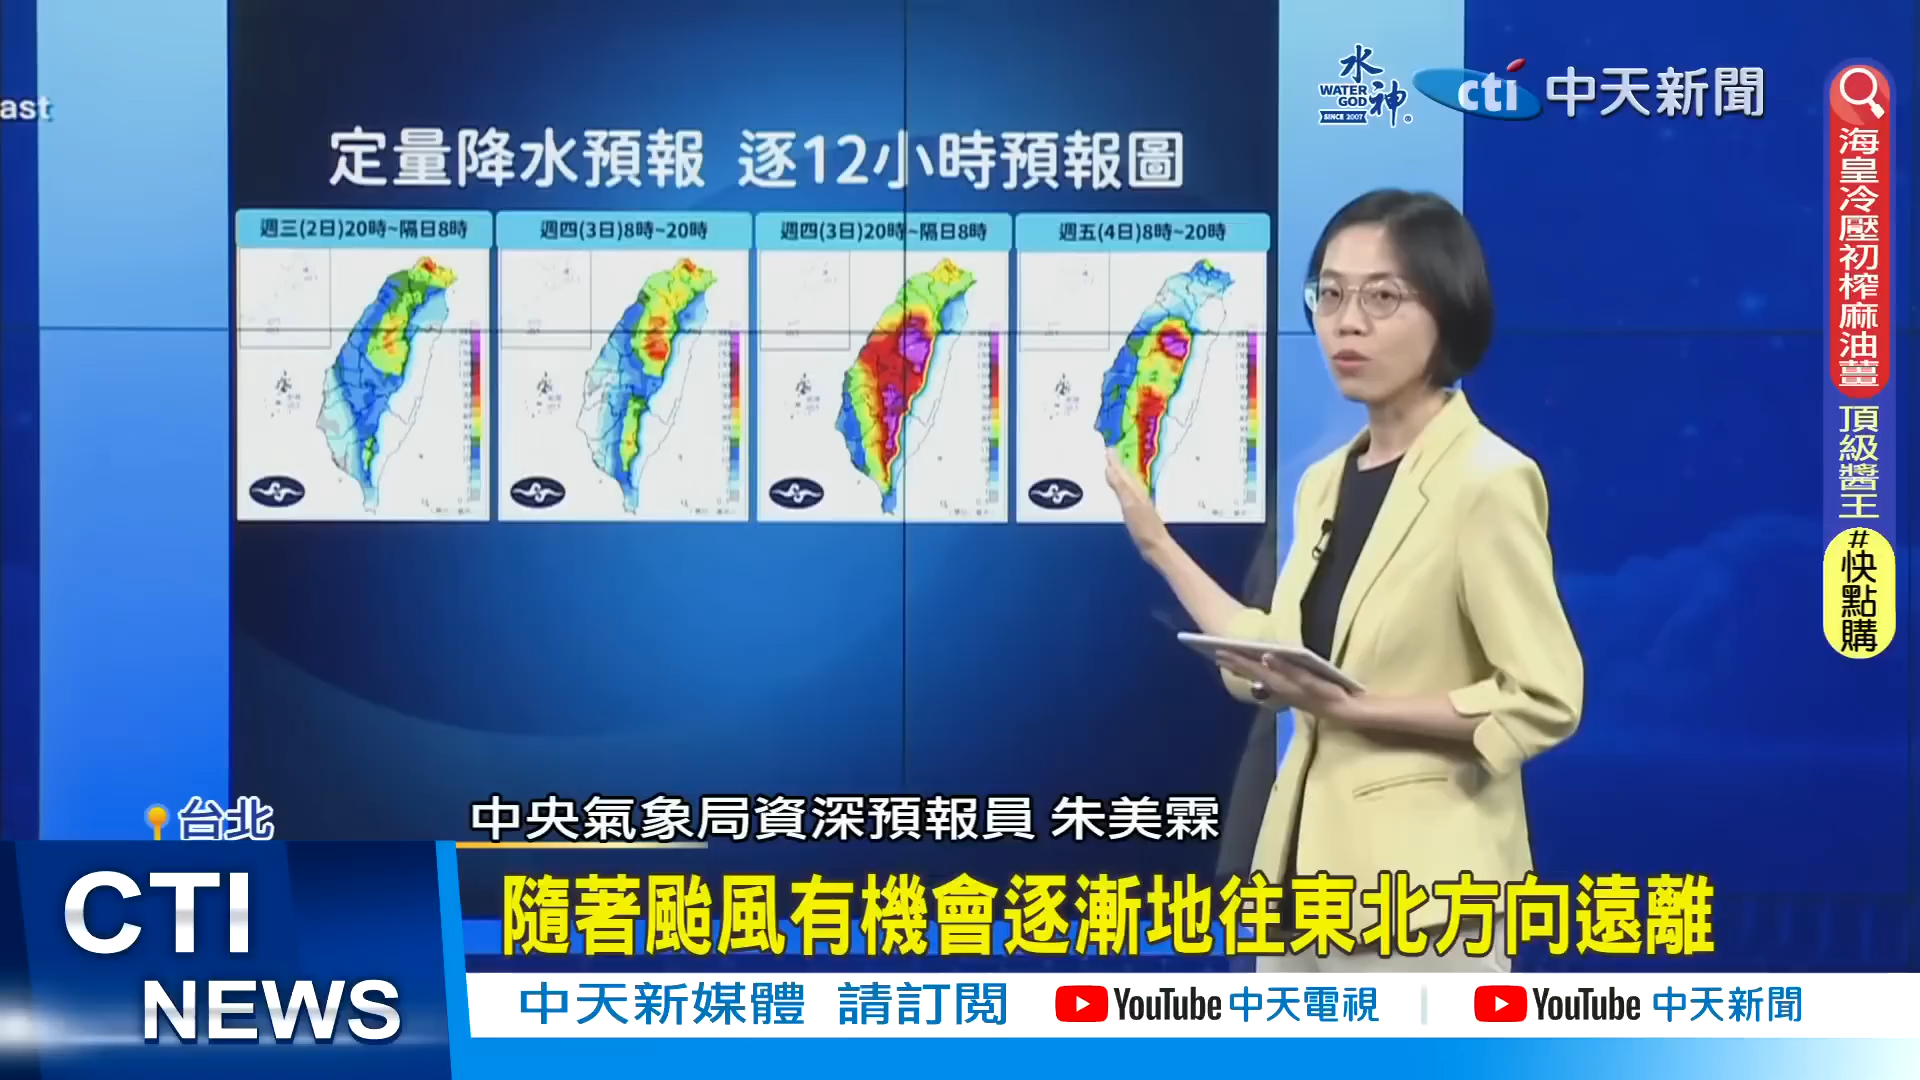 ast
水神
WATER GOD
SINCE 2007
cti 中天新聞
定量降水預報 逐12小時預報圖
週三(2日)20時~隔日8時
週四(3日)8時~20時
週四(3日)20時~隔日8時
週五(4日)8時~20時
海皇冷壓初榨麻油薑
頂級醬王
#快點購
台北
中央氣象局資深預報員 朱美霖
隨著颱風有機會逐漸地往東北方向遠離
CTI
NEWS
中天新媒體 請訂閱 YouTube 中天電視 | YouTube 中天新聞